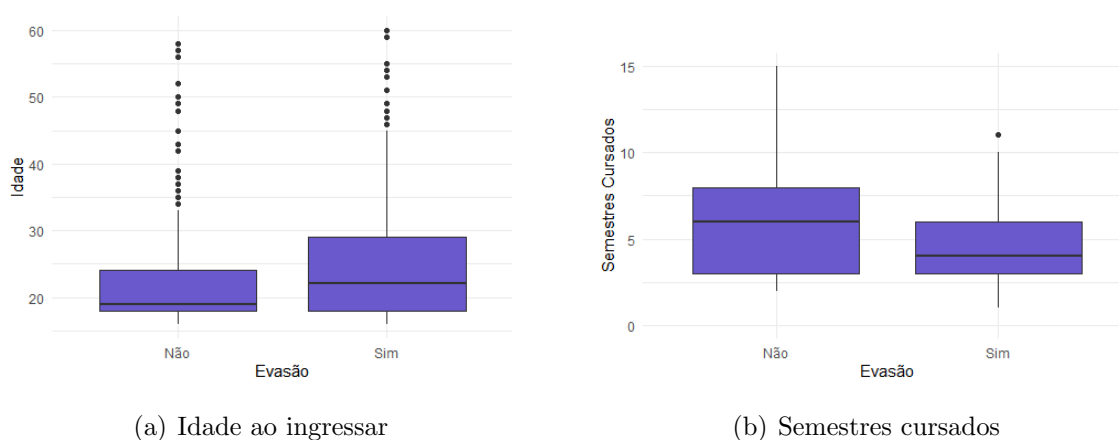 60
50
40
30
20
Idade
Não
Sim
Evasão
(a) Idade ao ingressar
15
10
5
0
Semestres Cursados
Não
Sim
Evasão
(b) Semestres cursados